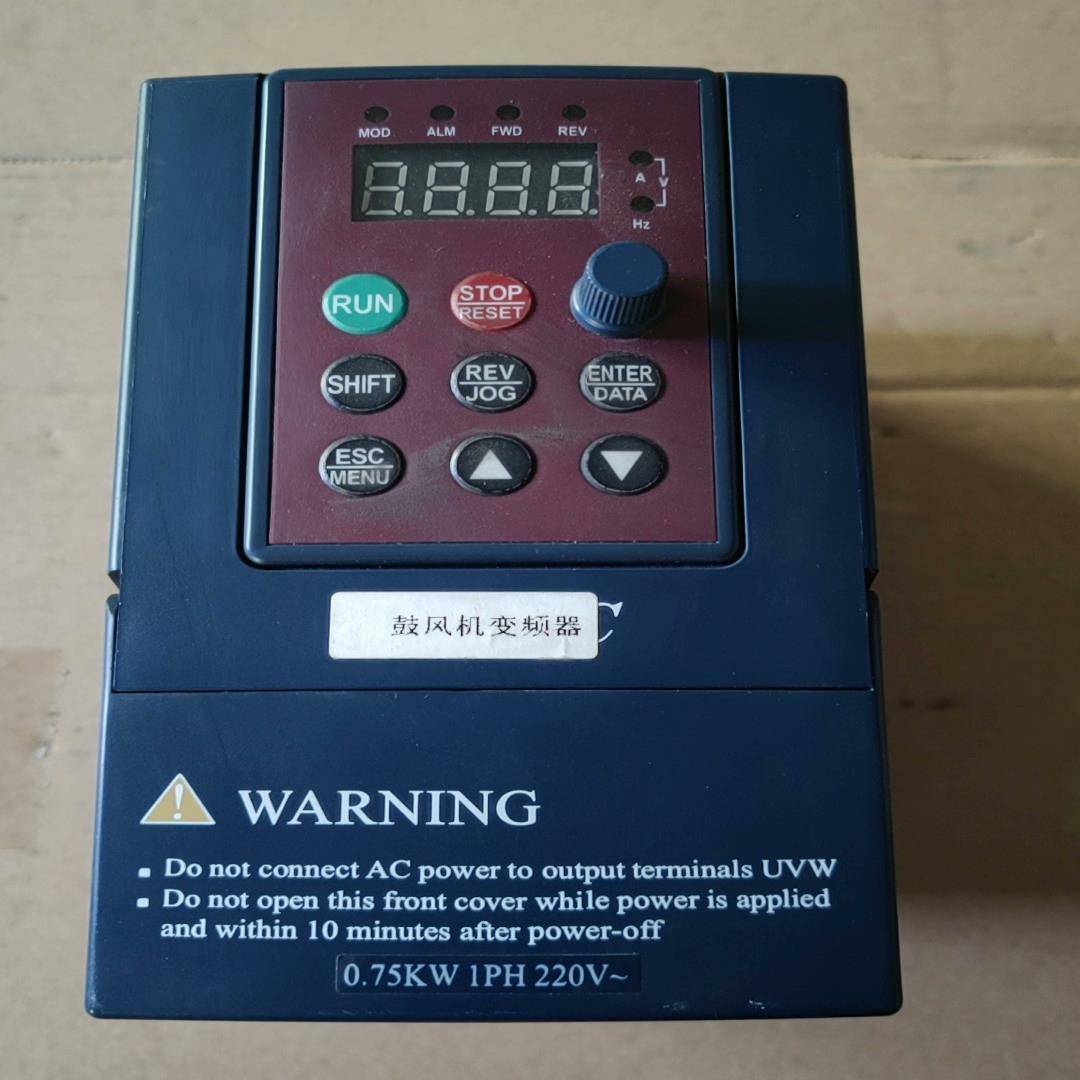 MOD ALM FWD REV
A
V
Hz
RUN STOP
RESET
SHIFT REV
JOG ENTER
DATA
ESC
MENU
鼓风机变频器 C
WARNING
Do not connect AC power to output terminals UVW
Do not open this front cover while power is applied
and within 10 minutes after power-off
0.75KW 1PH 220V~